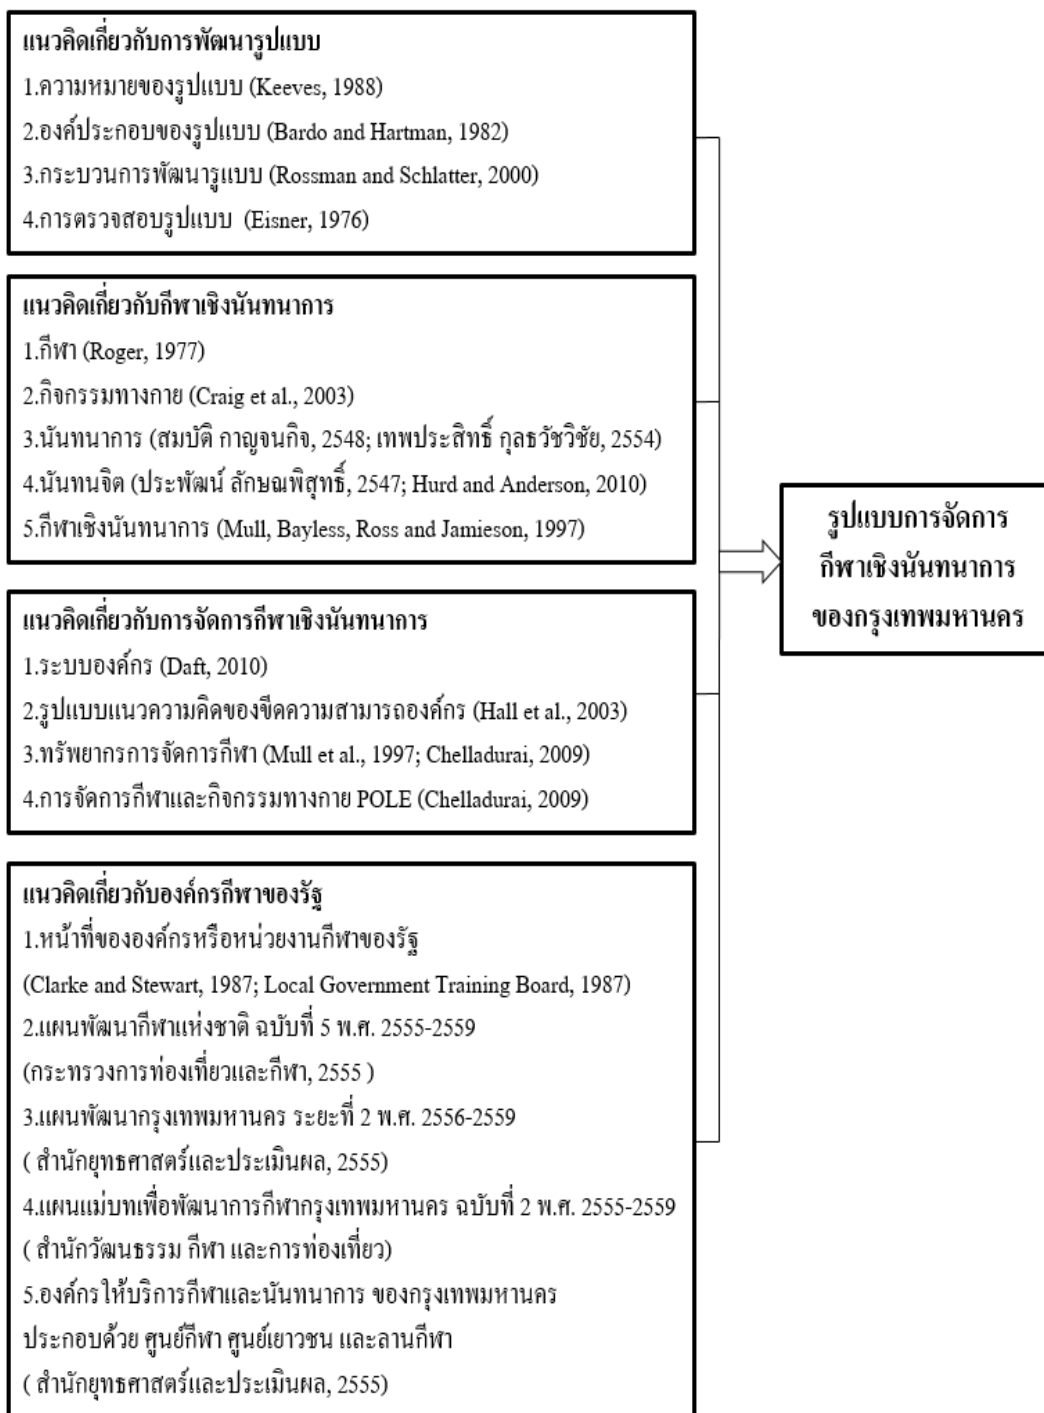 แนวคิดเกี่ยวกับการพัฒนารูปแบบ
1.ความหมายของรูปแบบ (Keeves, 1988)
2.องค์ประกอบของรูปแบบ (Bardo and Hartman, 1982)
3.กระบวนการพัฒนารูแบบ (Rossman and Schlatter, 2000)
4.การตรวจสอบรูปแบบ (Eisner, 1976)
แนวคิดเกี่ยวกับกีฬาเชิงนันทนาการ
1.กีฬา (Roger, 1977)
2.กิจกรรมทางกาย (Craig et al., 2003)
3.นันทนาการ (สมบัติ กาญจนกิจ, 2548; เทพประสิทธิ์ กุลธวัชวิชัย, 2554)
4.นันทนจิต (ประพัฒน์ ลักษณพิสุทธิ์, 2547; Hurd and Anderson, 2010)
5.กีฬาเชิงนันทนาการ (Mull, Bayless, Ross and Jamieson, 1997)
แนวคิดเกี่ยวกับการจัดการกีฬาเชิงนันทนาการ
1.ระบบองค์กร (Daft, 2010)
2.รูปแบบแนวความคิดของขีดความสามารถองค์กร (Hall et al., 2003)
3.ทรัพยากรการจัดการกีฬา (Mull et al., 1997; Chelladurai, 2009)
4.การจัดการกีฬาและกิจกรรมทางกาย POLE (Chelladurai, 2009)
แนวคิดเกี่ยวกับองค์กรกีฬาของรัฐ
1.หน้าที่ขององค์กรหรือหน่วยงานกีฬาของรัฐ
(Clarke and Stewart, 1987; Local Government Training Board, 1987)
2.แผนพัฒนากีฬาแห่งชาติ ฉบับที่ 5 พ.ศ. 2555-2559
(กระทรวงการท่องเที่ยวและกีฬา, 2555 )
3.แผนพัฒนากรุงเทพมหานคร ระยะที่ 2 พ.ศ. 2556-2559
( สำนักยุทธศาสตร์และประเมินผล, 2555)
4.แผนแม่บทเพื่อพัฒนาการกีฬากรุงเทพมหานคร ฉบับที่ 2 พ.ศ. 2555-2559
( สำนักวัฒนธรรม กีฬา และการท่องเที่ยว)
5.องค์กรให้บริการกีฬาและนันทนาการ ของกรุงเทพมหานคร
ประกอบด้วย ศูนย์กีฬา ศูนย์เยาวชน และลานกีฬา
( สำนักยุทธศาสตร์และประเมินผล, 2555)
รูปแบบการจัดการ
กีฬาเชิงนันทนาการ
ของกรุงเทพมหานคร